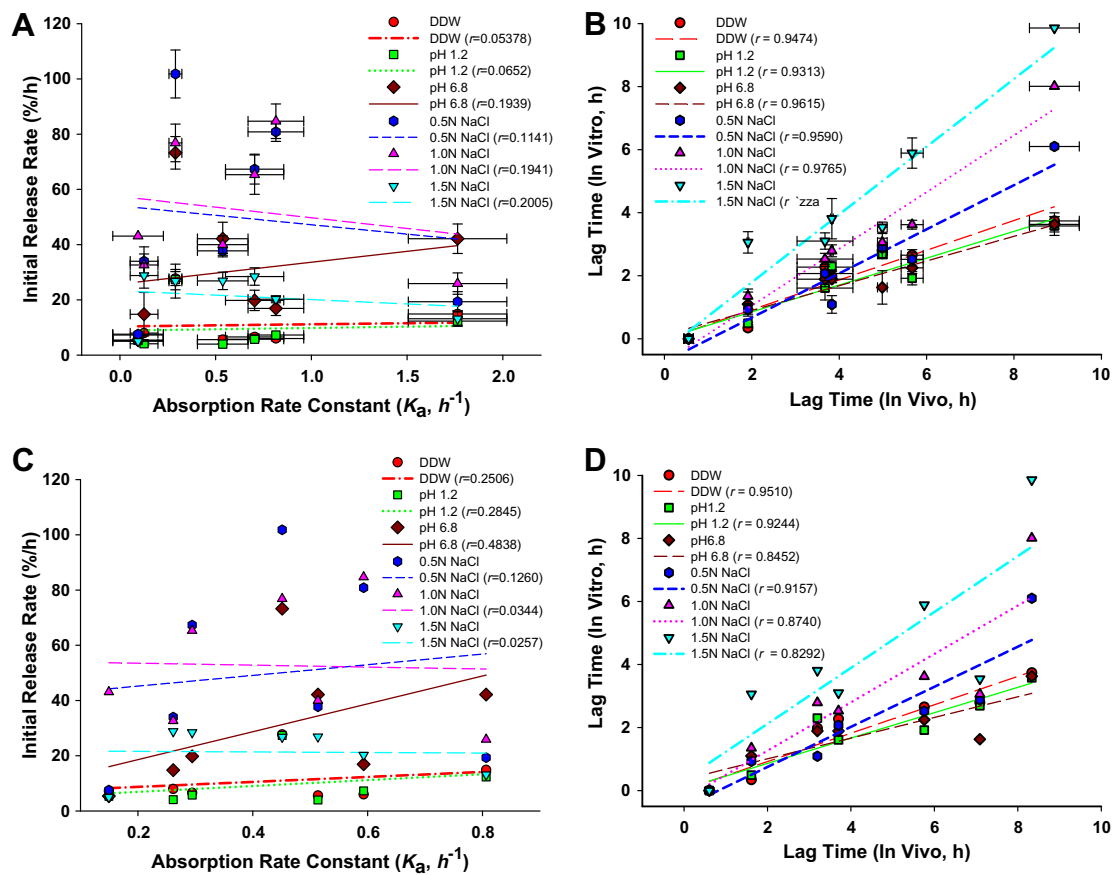 A
Initial Release Rate (%/h)
120
100
80
60
40
20
0
0.0
0.5
1.0
1.5
2.0
Absorption Rate Constant (Ka, h-1)
DDW
DDW (r=0.05378)
pH 1.2
pH 1.2 (r=0.0652)
pH 6.8
pH 6.8 (r=0.1939)
0.5N NaCl
0.5N NaCl (r=0.1141)
1.0N NaCl
1.0N NaCl (r=0.1941)
1.5N NaCl
1.5N NaCl (r=0.2005)
B
Lag Time (In Vitro, h)
10
8
6
4
2
0
0
2
4
6
8
10
Lag Time (In Vivo, h)
DDW
DDW (r = 0.9474)
pH 1.2
pH 1.2 (r = 0.9313)
pH 6.8
pH 6.8 (r = 0.9615)
0.5N NaCl
0.5N NaCl (r = 0.9590)
1.0N NaCl
1.0N NaCl (r = 0.9765)
1.5N NaCl
1.5N NaCl (r `zza
C
Initial Release Rate (%/h)
120
100
80
60
40
20
0
0.2
0.4
0.6
0.8
Absorption Rate Constant (Ka, h-1)
DDW
DDW (r=0.2506)
pH 1.2
pH 1.2 (r=0.2845)
pH 6.8
pH 6.8 (r=0.4838)
0.5N NaCl
0.5N NaCl (r=0.1260)
1.0N NaCl
1.0N NaCl (r=0.0344)
1.5N NaCl
1.5N NaCl (r=0.0257)
D
Lag Time (In Vitro, h)
10
8
6
4
2
0
0
2
4
6
8
10
Lag Time (In Vivo, h)
DDW
DDW (r = 0.9510)
pH1.2
pH 1.2 (r = 0.9244)
pH6.8
pH 6.8 (r = 0.8452)
0.5N NaCl
0.5N NaCl (r =0.9157)
1.0N NaCl
1.0N NaCl (r = 0.8740)
1.5N NaCl
1.5N NaCl (r = 0.8292)